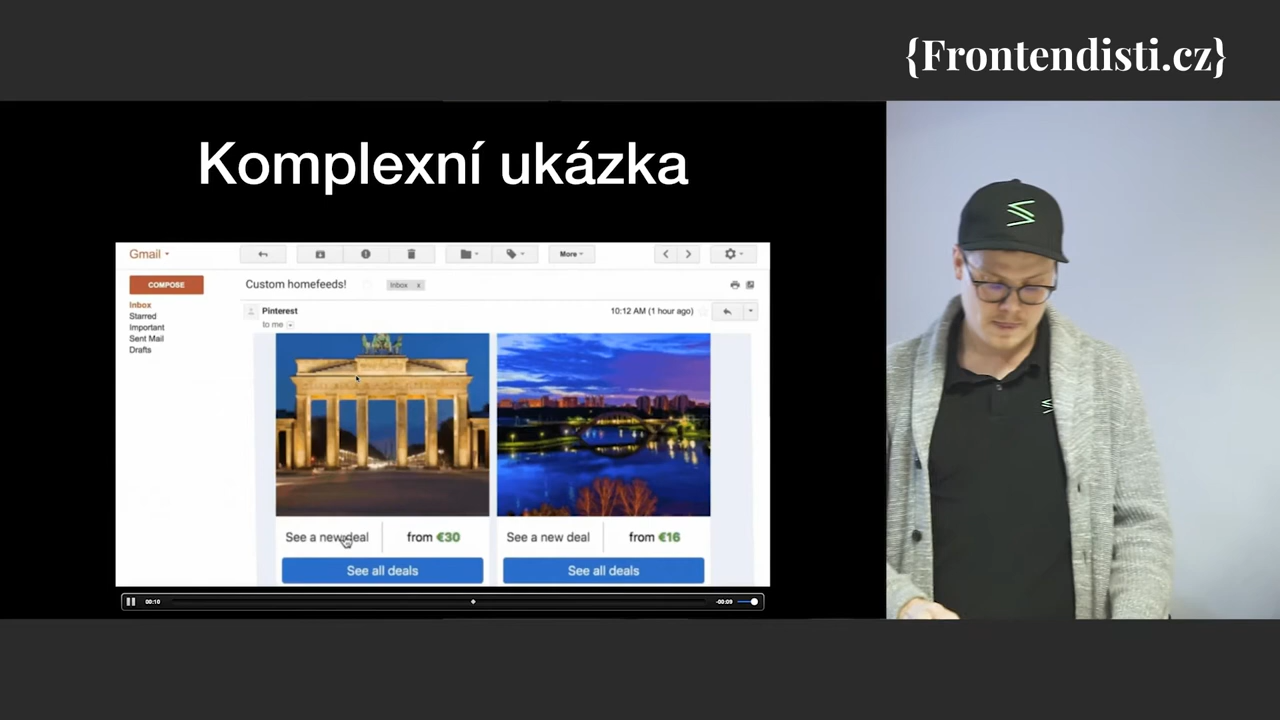 {Frontendisti.cz}
Komplexní ukázka
Gmail
More
COMPOSE
Custom homefeeds!
Inbox x
Inbox
Starred
Important
Sent Mail
Drafts
Pinterest
10:12 AM (1 hour ago)
to me
See a new deal
from €30
See a new deal
from €16
See all deals
See all deals
00:10
-00:09